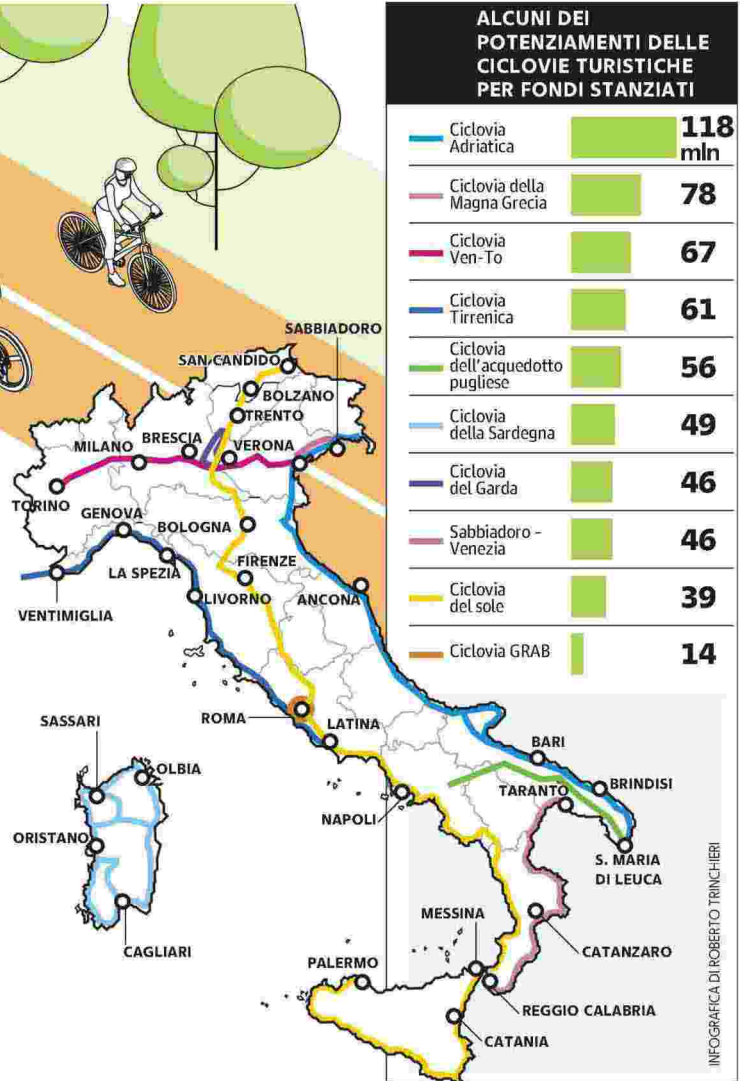 ALCUNI DEI
POTENZIAMENTI DELLE
CICLOVIE TURISTICHE
PER FONDI STANZIATI
Ciclovia
Adriatica
118
mln
Ciclovia della
Magna Grecia
78
Ciclovia
Ven-To
67
Ciclovia
Tirrenica
61
Ciclovia
dell'acquedotto
pugliese
56
Ciclovia
della Sardegna
49
Ciclovia
del Garda
46
Sabbiadoro -
Venezia
46
Ciclovia
del sole
39
Ciclovia GRAB
14
SABBIADORO
SAN CANDIDO
BOLZANO
TRENTO
MILANO
BRESCIA
VERONA
TORINO
GENOVA
BOLOGNA
LA SPEZIA
FIRENZE
LIVORNO
ANCONA
VENTIMIGLIA
ROMA
LATINA
SASSARI
OLBIA
BARI
TARANTO
BRINDISI
NAPOLI
ORISTANO
S. MARIA
DI LEUCA
MESSINA
CAGLIARI
CATANZARO
PALERMO
REGGIO CALABRIA
CATANIA
INFOGRAFICA DI ROBERTO TRINCHIERI